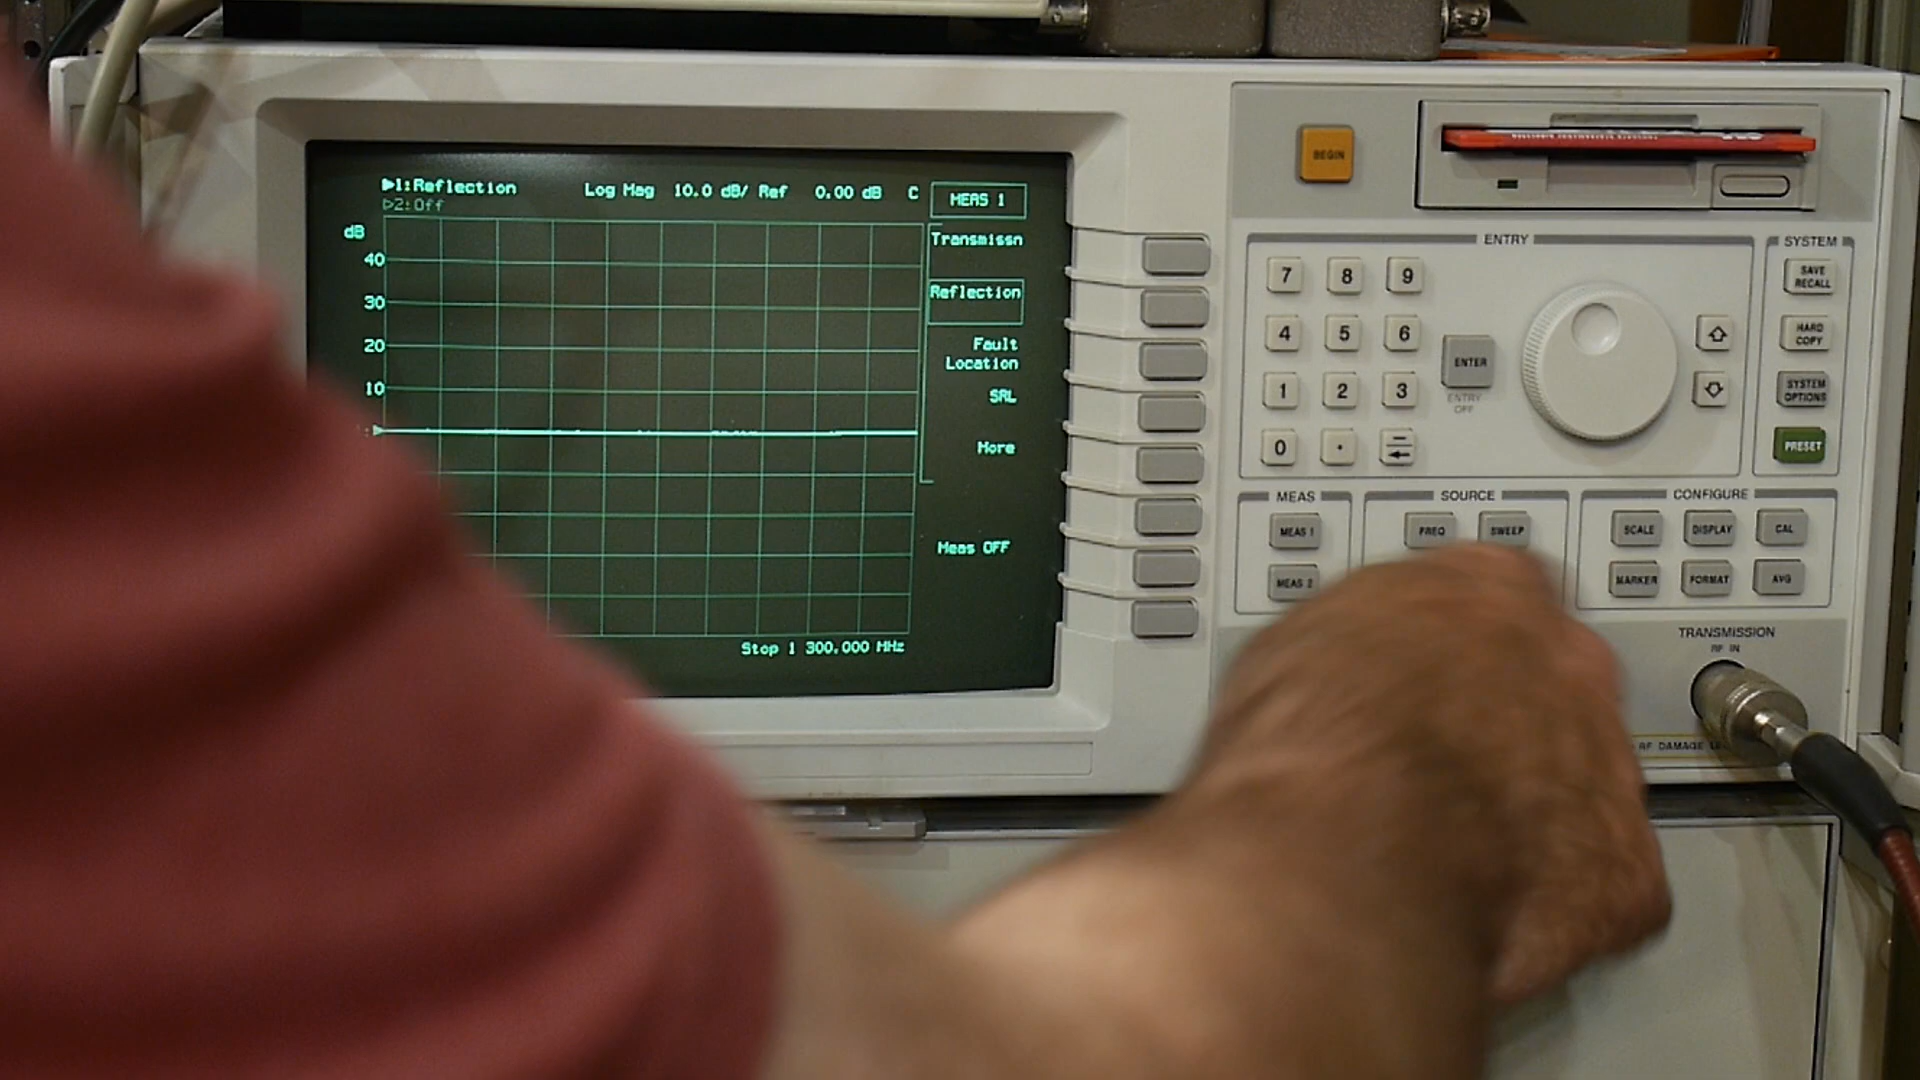 ▶1:Reflection Log Mag 10.0 dB/ Ref 0.00 dB C
▷2:Off
MEAS 1
dB
40
30
20
10
Transmissn
Reflection
Fault
Location
SRL
More
Meas OFF
Stop 1 300.000 MHz
BEGIN
ENTRY
7 8 9
4 5 6
1 2 3
0 .
ENTER
ENTRY
OFF
SYSTEM
SAVE
RECALL
HARD
COPY
SYSTEM
OPTIONS
PRESET
MEAS
MEAS 1
MEAS 2
SOURCE
FREQ SWEEP
CONFIGURE
SCALE DISPLAY CAL
MARKER FORMAT AVG
TRANSMISSION
RF IN
RF DAMAGE